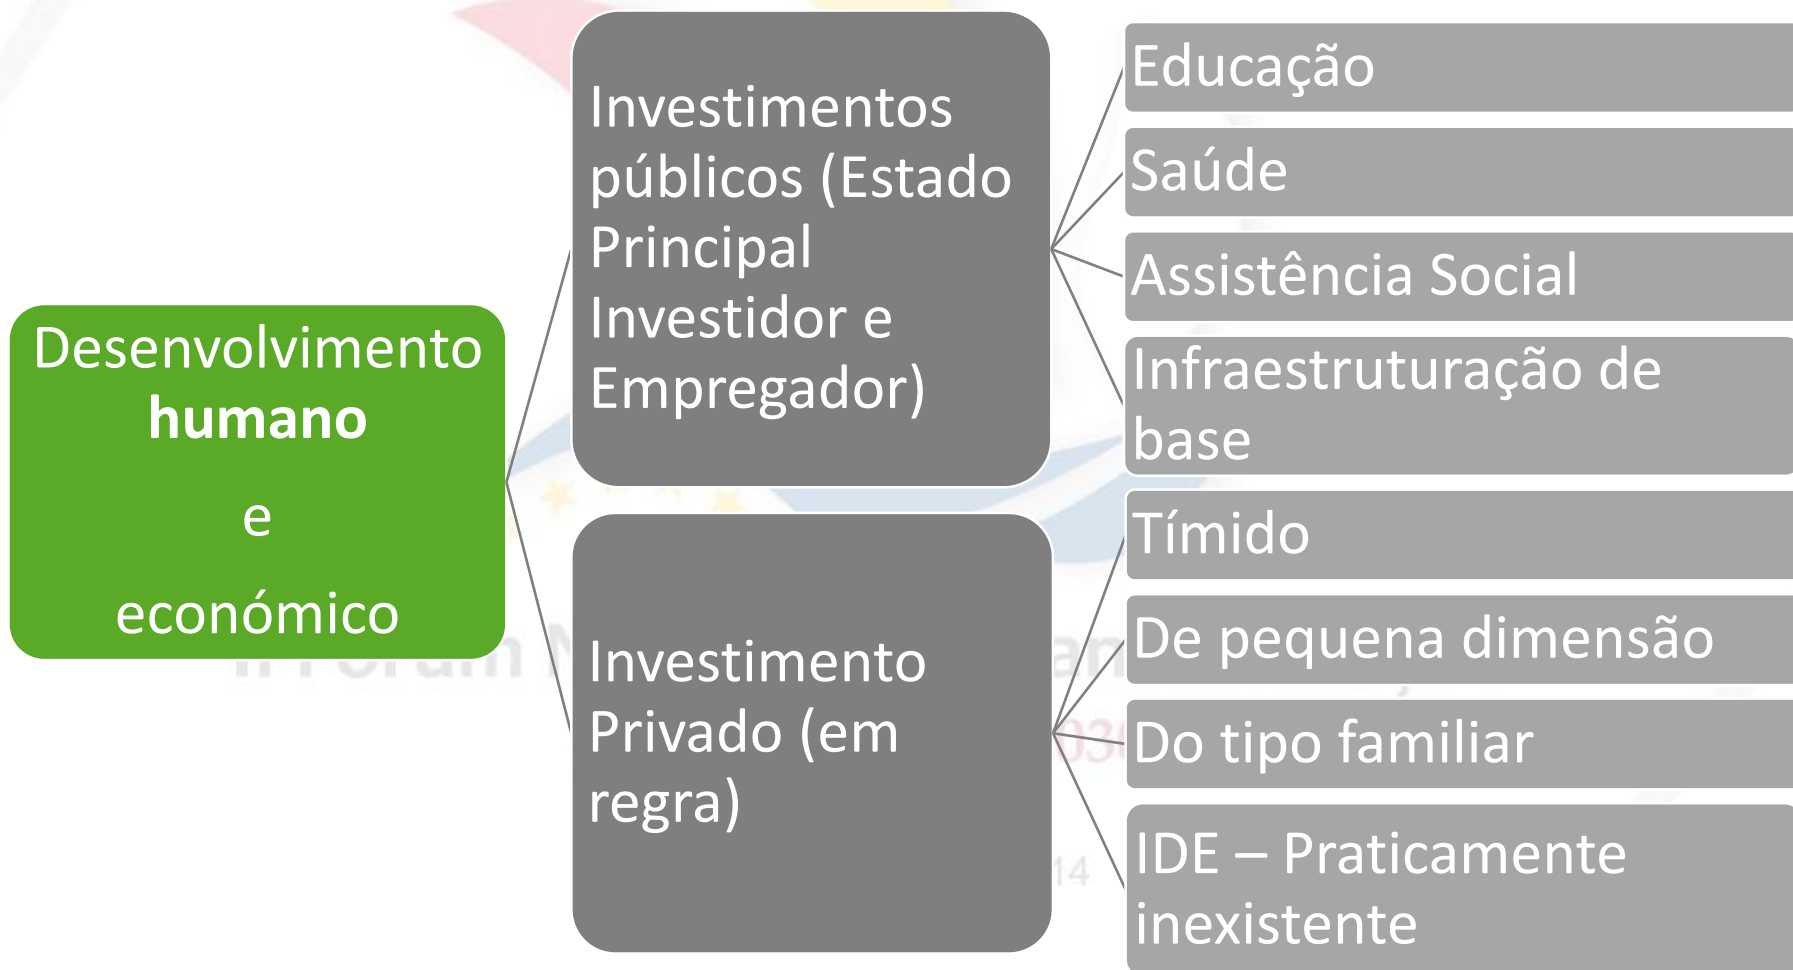 Desenvolvimento
humano
e
económico
Investimentos
públicos (Estado
Principal
Investidor e
Empregador)
Educação
Saúde
Assistência Social
Infraestruturação de
base
Investimento
Privado (em
regra)
Tímido
De pequena dimensão
Do tipo familiar
IDE – Praticamente
inexistente
14